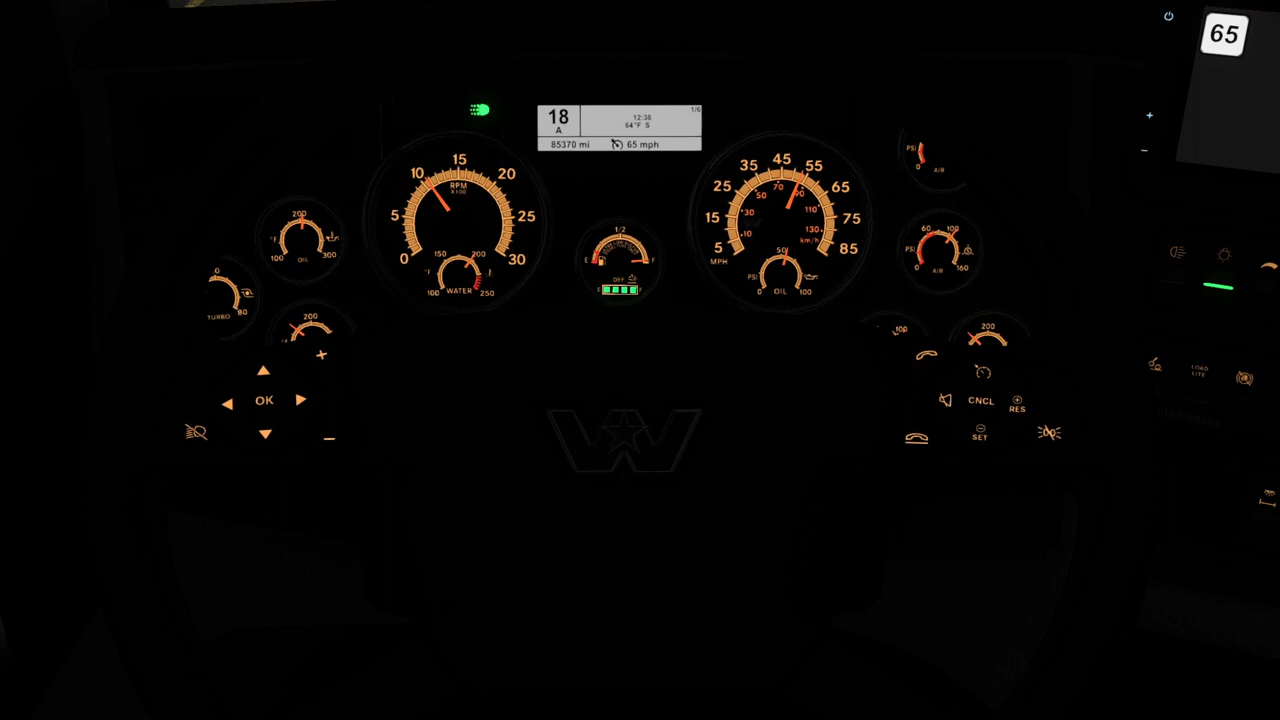 65
18
A
12:38
64°F S
1/6
85370 mi
65 mph
0
5
10
15
20
25
30
RPM
X100
100
150
200
250
°F
WATER
5
15
25
35
45
55
65
75
85
MPH
10
30
50
70
90
110
130
km/h
PSI
0
50
100
OIL
E
1/2
F
DEF
E
F
°F
100
200
300
OIL
0
80
TURBO
200
°F
PSI
0
AIR
PSI
0
60
100
160
AIR
100
200
+
OK
−
CNCL
RES
SET
LOAD
LITE
+
−